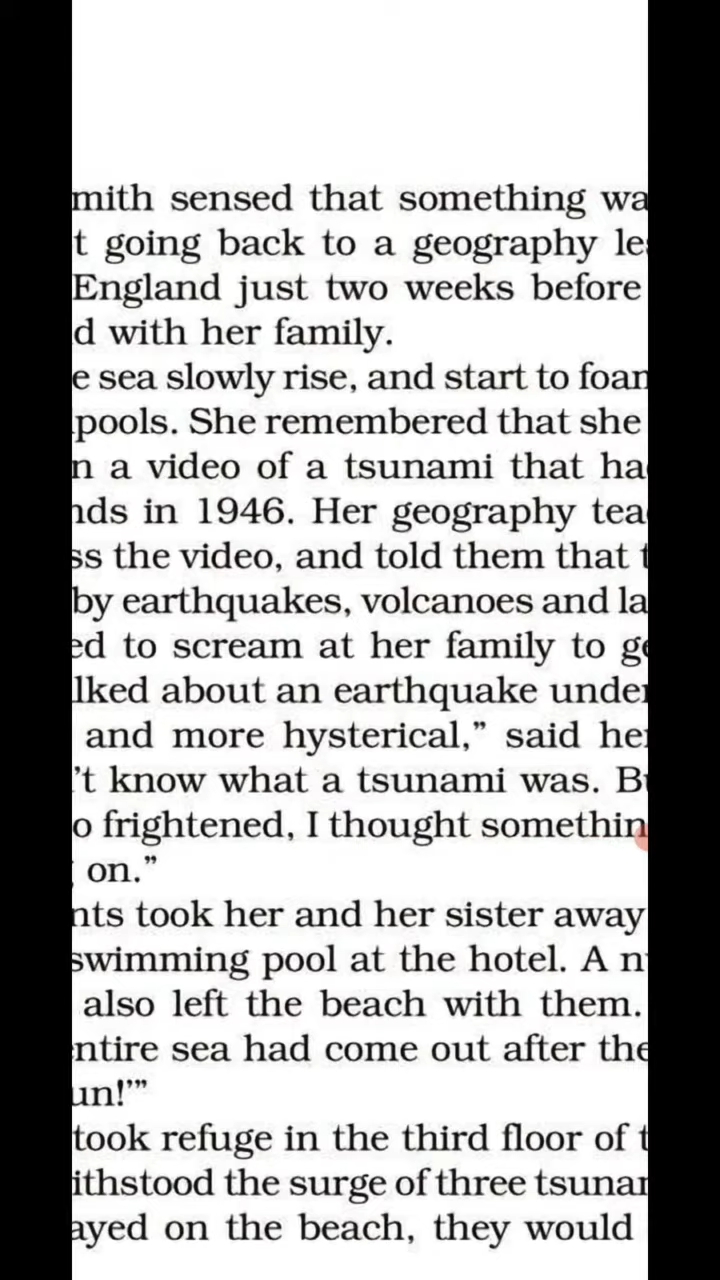 mith sensed that something wa
t going back to a geography le
England just two weeks before
d with her family.
e sea slowly rise, and start to foam
pools. She remembered that she
n a video of a tsunami that ha
nds in 1946. Her geography tea
ss the video, and told them that t
by earthquakes, volcanoes and la
ed to scream at her family to ge
lked about an earthquake under
and more hysterical,” said her
’t know what a tsunami was. Bu
o frightened, I thought somethin
on.”
nts took her and her sister away
swimming pool at the hotel. A n
also left the beach with them.
ntire sea had come out after the
un!’”
took refuge in the third floor of t
ithstood the surge of three tsunam
ayed on the beach, they would